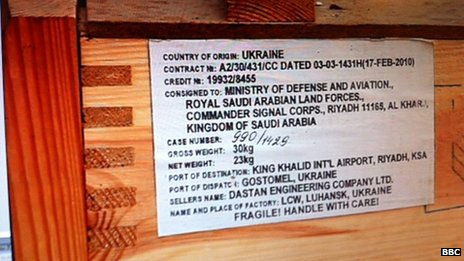 COUNTRY OF ORIGIN: UKRAINE
CONTRACT №: A2/30/431/CC DATED 03-03-1431H(17-FEB-2010)
CREDIT №: 19932/8455
CONSIGNED TO: MINISTRY OF DEFENSE AND AVIATION.,
ROYAL SAUDI ARABIAN LAND FORCES.,
COMMANDER SIGNAL CORPS., RIYADH 11165, AL KHARJ,
KINGDOM OF SAUDI ARABIA
CASE NUMBER: 990/1429
GROSS WEIGHT: 30kg
NET WEIGHT: 23kg
PORT OF DESTINATION: KING KHALID INT'L AIRPORT, RIYADH, KSA
PORT OF DISPATCH: GOSTOMEL, UKRAINE
SELLERS NAME: DASTAN ENGINEERING COMPANY LTD.
NAME AND PLACE OF FACTORY: LCW, LUHANSK, UKRAINE
FRAGILE! HANDLE WITH CARE!
BBC